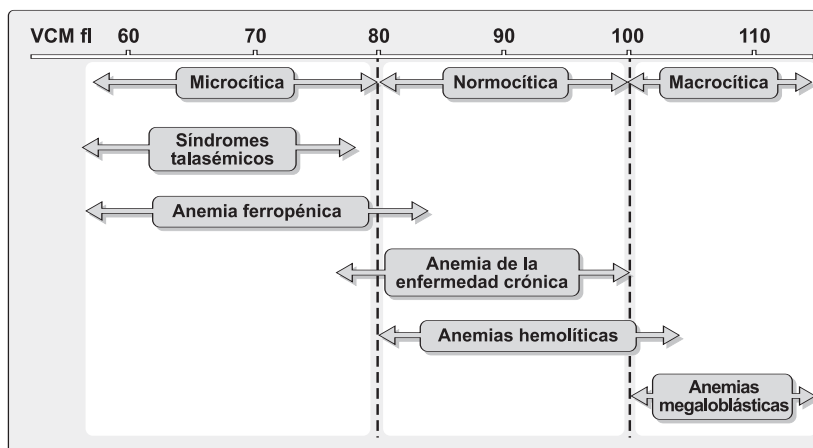 VCM fl 60 70 80 90 100 110
Microcítica Normocítica Macrocítica
Síndromes
talasémicos
Anemia ferropénica
Anemia de la
enfermedad crónica
Anemias hemolíticas
Anemias
megaloblásticas